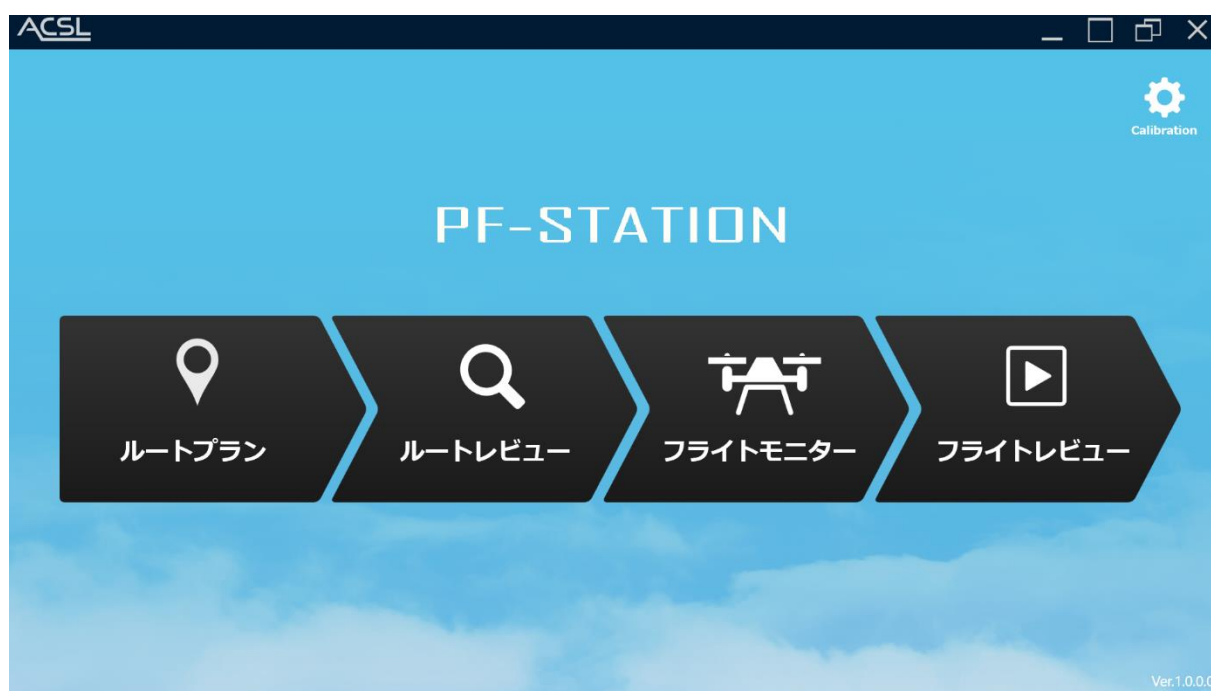 ACSL
Calibration
PF-STATION
ルートプラン
ルートレビュー
フライトモニター
フライトレビュー
Ver.1.0.0.0